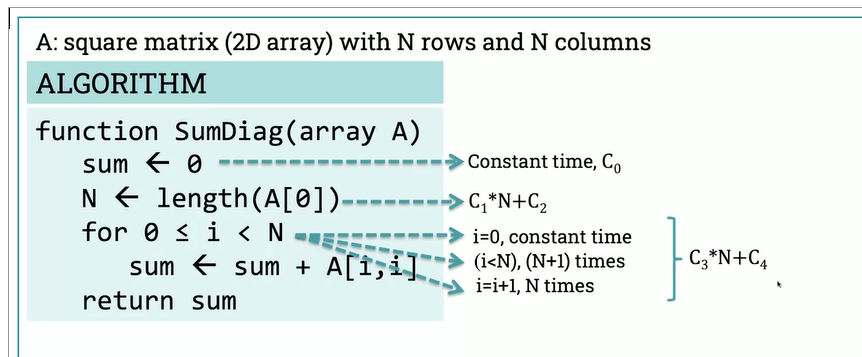 A: square matrix (2D array) with N rows and N columns
ALGORITHM
function SumDiag(array A)
sum ← 0
Constant time, C₀
N ← length(A[0])
C₁*N+C₂
for 0 ≤ i < N
i=0, constant time
(i<N), (N+1) times
i=i+1, N times
C₃*N+C₄
sum ← sum + A[i,i]
return sum